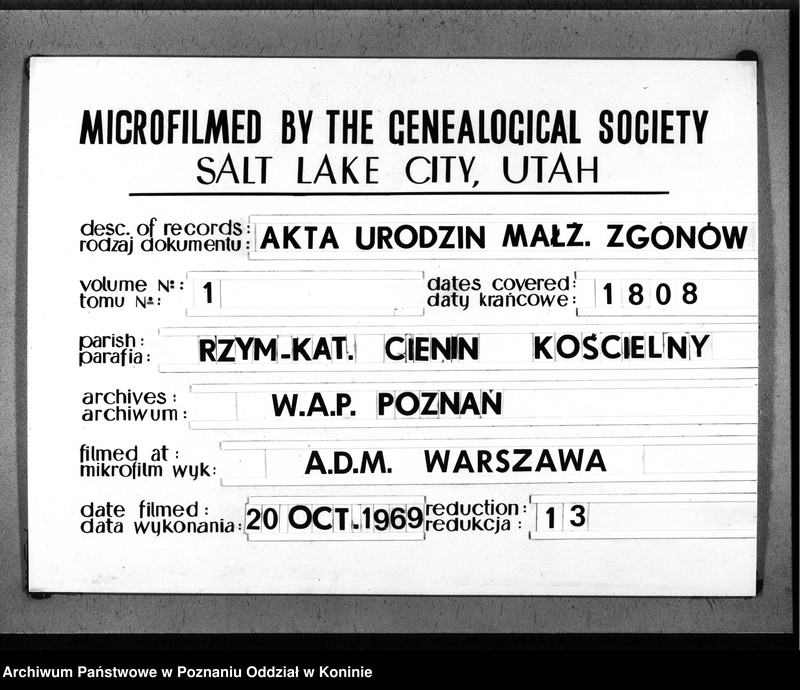 MICROFILMED BY THE GENEALOGICAL SOCIETY
SALT LAKE CITY, UTAH
desc. of records: AKTA URODZIN MAŁŻ. ZGONÓW
rodzaj dokumentu:
volume Nº: 1 dates covered: 1808
tomu Nº: daty krańcowe:
parish: RZYM-KAT. CIENIN KOŚCIELNY
parafia:
archives: W.A.P. POZNAŃ
archiwum:
filmed at: A.D.M. WARSZAWA
mikrofilm wyk:
date filmed: 20 OCT. 1969 reduction: 13
data wykonania: redukcja:
Archiwum Państwowe w Poznaniu Oddział w Koninie